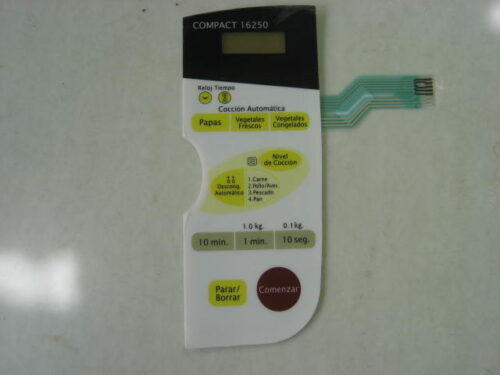 COMPACT 16250
Reloj Tiempo
Cocción Automática
Papas
Vegetales
Frescos
Vegetales
Congelados
Nivel
de Cocción
Descong.
Automático
1.Carne
2.Pollo/Aves
3.Pescado
4.Pan
1.0 kg. 0.1kg.
10 min. 1 min. 10 seg.
Parar/
Borrar
Comenzar